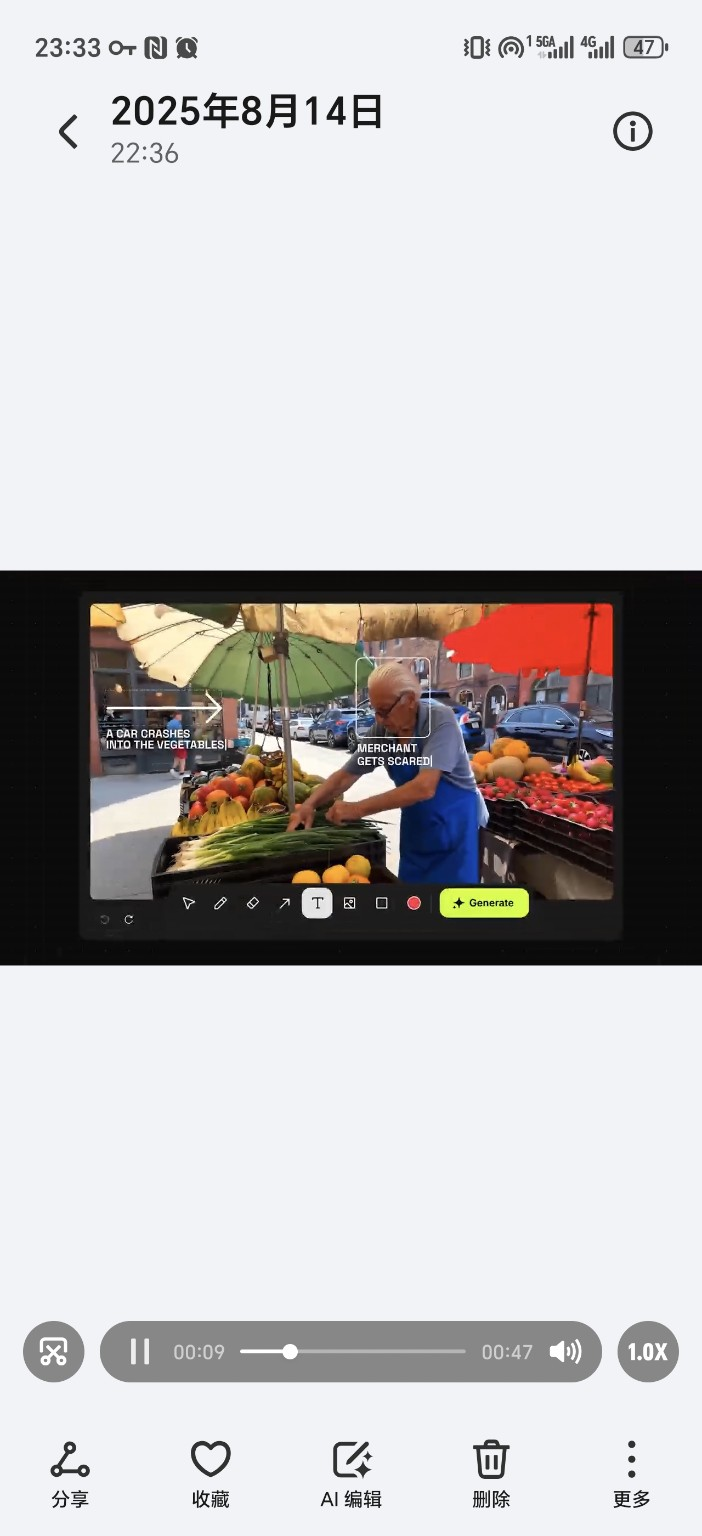 23:33
1 5GA
4G
47
2025年8月14日
22:36
A CAR CRASHES
INTO THE VEGETABLES
MERCHANT
GETS SCARED
T
Generate
00:09
00:47
1.0X
分享
收藏
AI 编辑
删除
更多